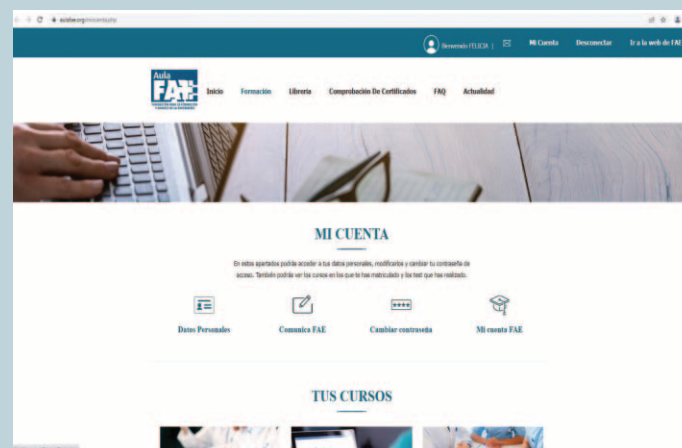 Bienvenido FELICIA |
Mi Cuenta
Desconectar
Ir a la web de FAE
Aula
FAE
Inicio
Formación
Librería
Comprobación De Certificados
FAQ
Actualidad
MI CUENTA
En estos apartados podrás acceder a tus datos personales, modificarlos y cambiar tu contraseña de
acceso. También podrás ver los cursos en los que te has matriculado y los test que has realizado.
Datos Personales
Comunica FAE
Cambiar contraseña
Mi cuenta FAE
TUS CURSOS